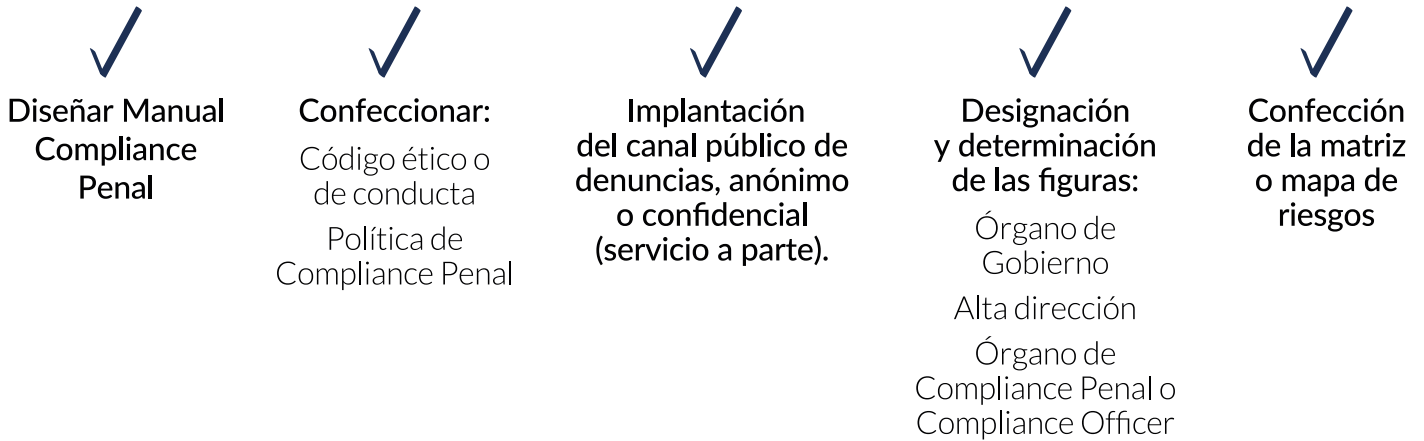 Diseñar Manual
Compliance
Penal
Confeccionar:
Código ético o
de conducta
Política de
Compliance Penal
Implantación
del canal público de
denuncias, anónimo
o confidencial
(servicio a parte).
Designación
y determinación
de las figuras:
Órgano de
Gobierno
Alta dirección
Órgano de
Compliance Penal o
Compliance Officer
Confección
de la matriz
o mapa de
riesgos